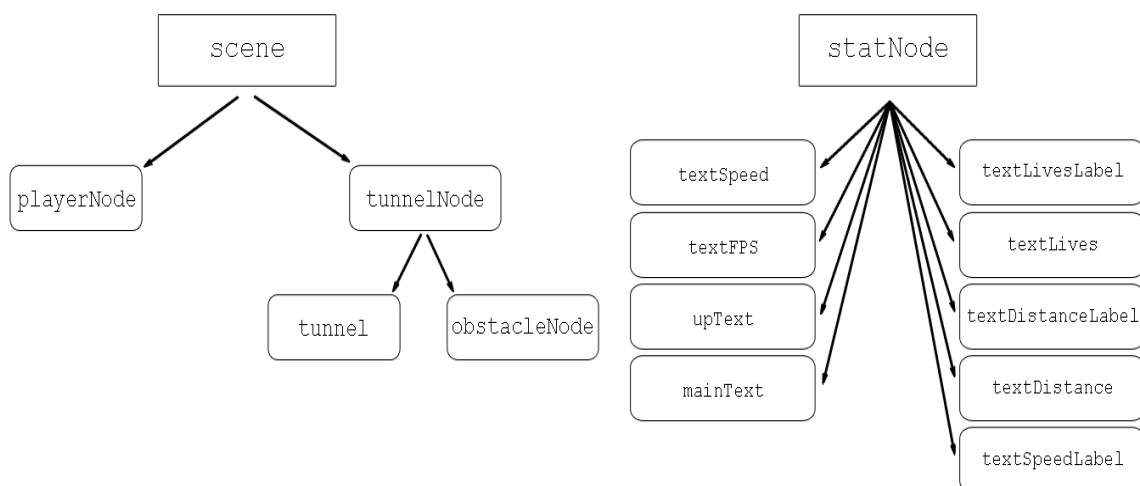 scene
playerNode
tunnelNode
tunnel
obstacleNode
statNode
textSpeed
textFPS
upText
mainText
textLivesLabel
textLives
textDistanceLabel
textDistance
textSpeedLabel